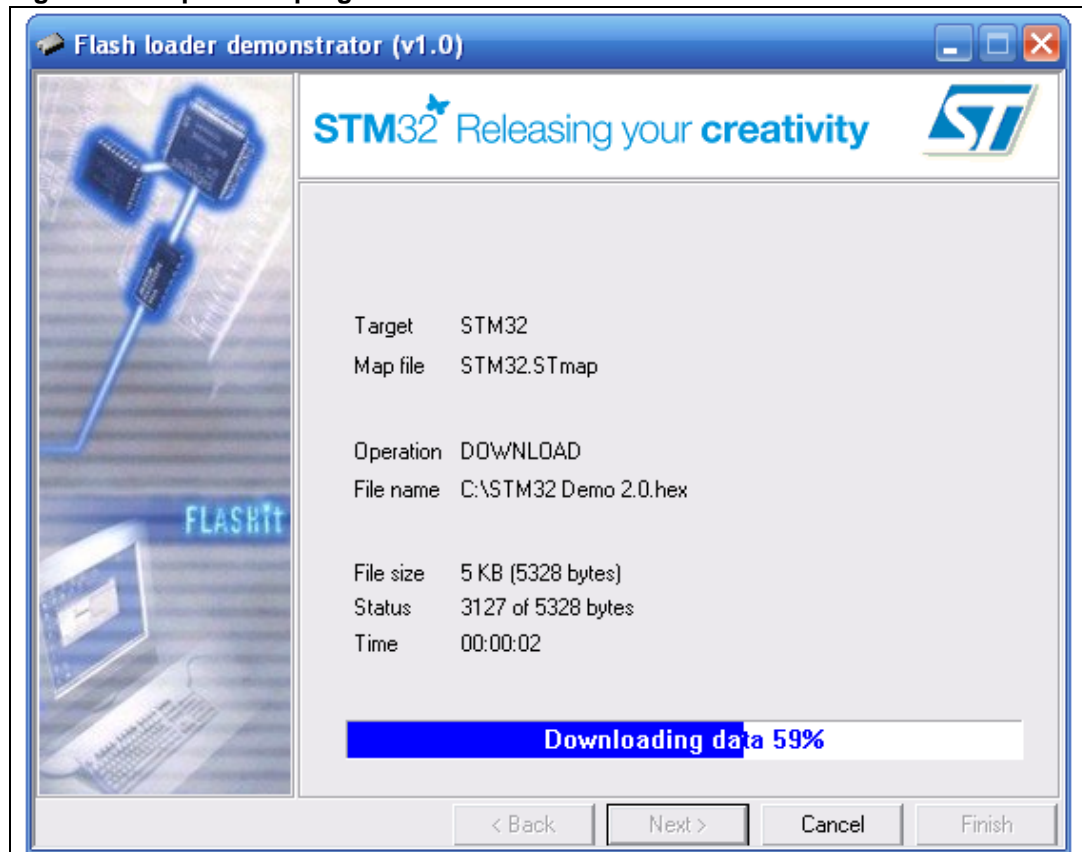 Flash loader demonstrator (v1.0)
STM32 Releasing your creativity
ST
Target STM32
Map file STM32.STmap
Operation DOWNLOAD
File name C:\STM32 Demo 2.0.hex
FLASHit
File size 5 KB (5328 bytes)
Status 3127 of 5328 bytes
Time 00:00:02
Downloading data 59%
< Back Next > Cancel Finish